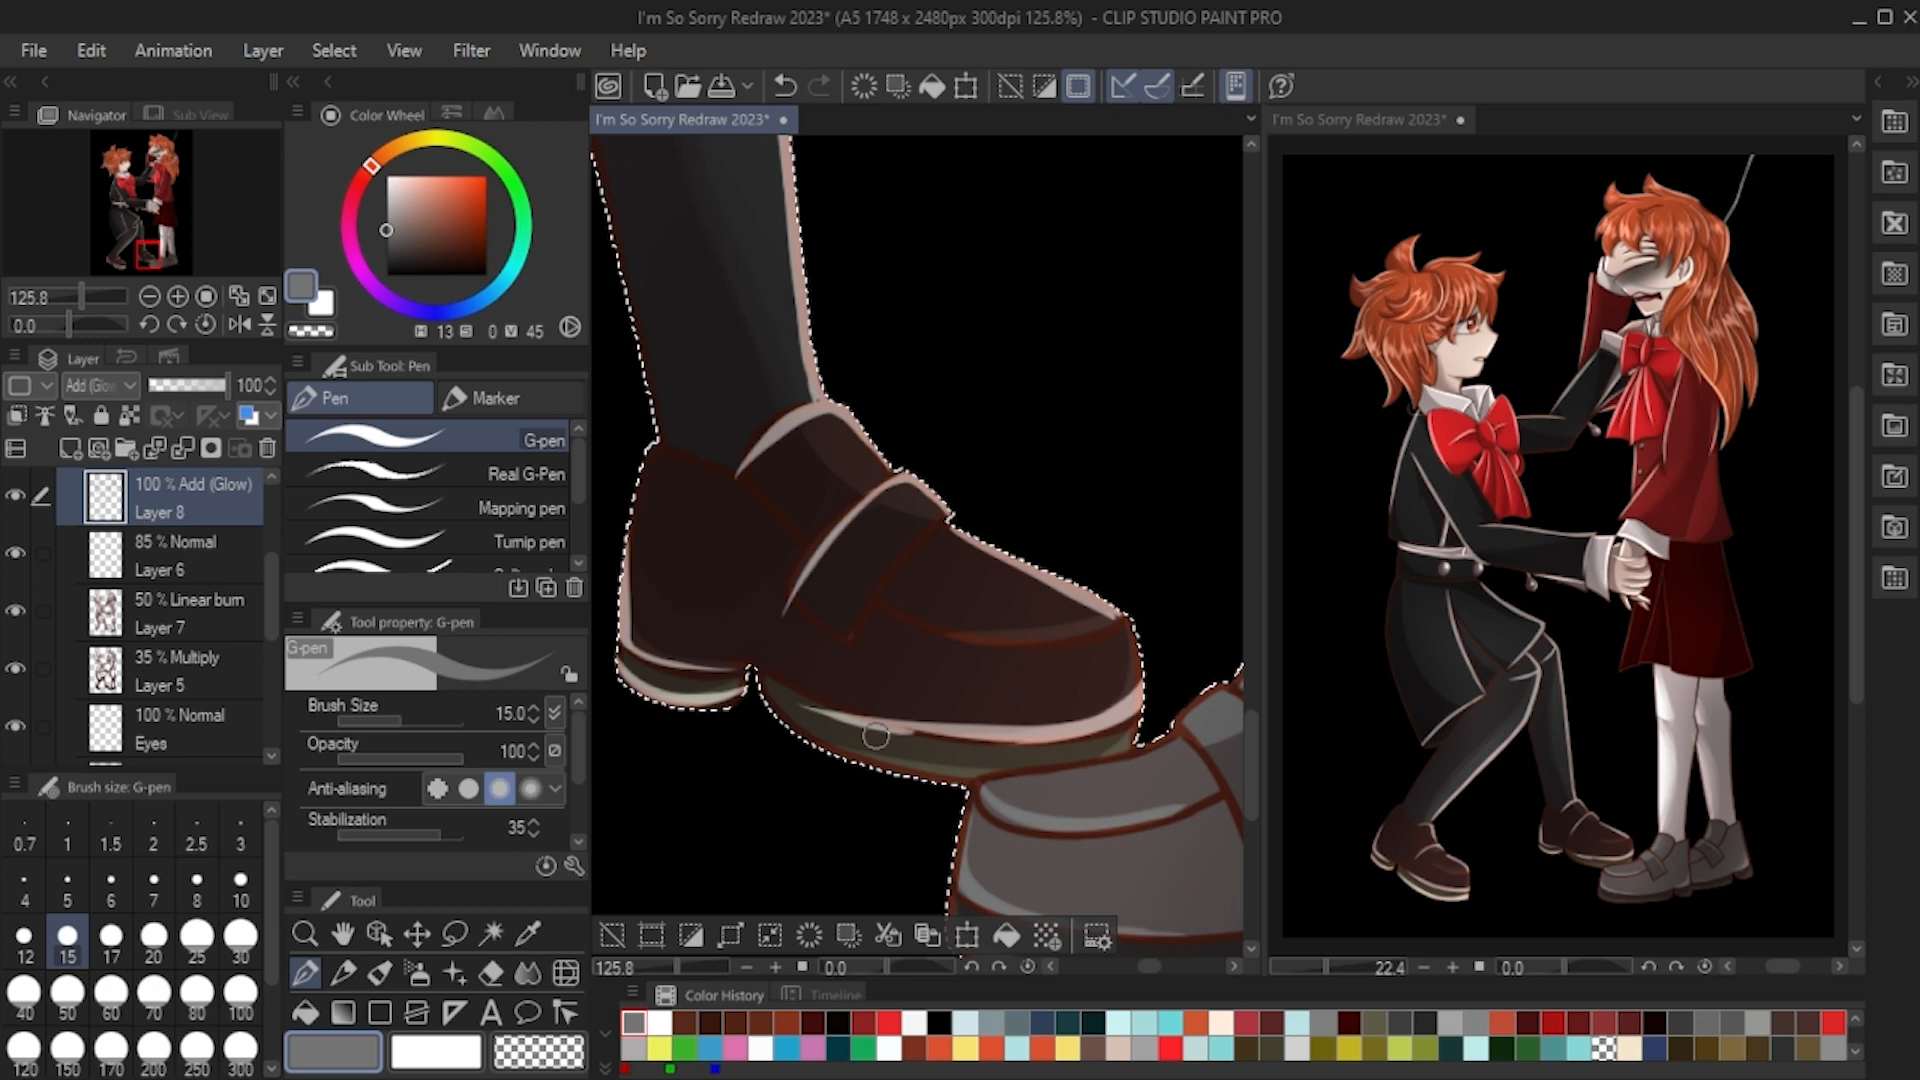 I'm So Sorry Redraw 2023* (A5 1748 x 2480px 300dpi 125.8%) - CLIP STUDIO PAINT PRO
File Edit Animation Layer Select View Filter Window Help
Navigator Sub View
Color Wheel
I'm So Sorry Redraw 2023*
I'm So Sorry Redraw 2023*
125.8
0.0
H 13 S 0 V 45
Layer
Sub Tool: Pen
Add (Glow 100
Pen Marker
G-pen
Real G-Pen
Mapping pen
Turnip pen
100 % Add (Glow)
Layer 8
85 % Normal
Layer 6
50 % Linear burn
Layer 7
35 % Multiply
Layer 5
100 % Normal
Eyes
Tool property: G-pen
G-pen
Brush Size 15.0
Opacity 100
Anti-aliasing
Stabilization 35
Brush size: G-pen
0.7 1 1.5 2 2.5 3
4 5 6 7 8 10
12 15 17 20 25 30
40 50 60 70 80 100
120 150 170 200 250 300
Tool
125.8 0.0
22.4 0.0
Color History Timeline